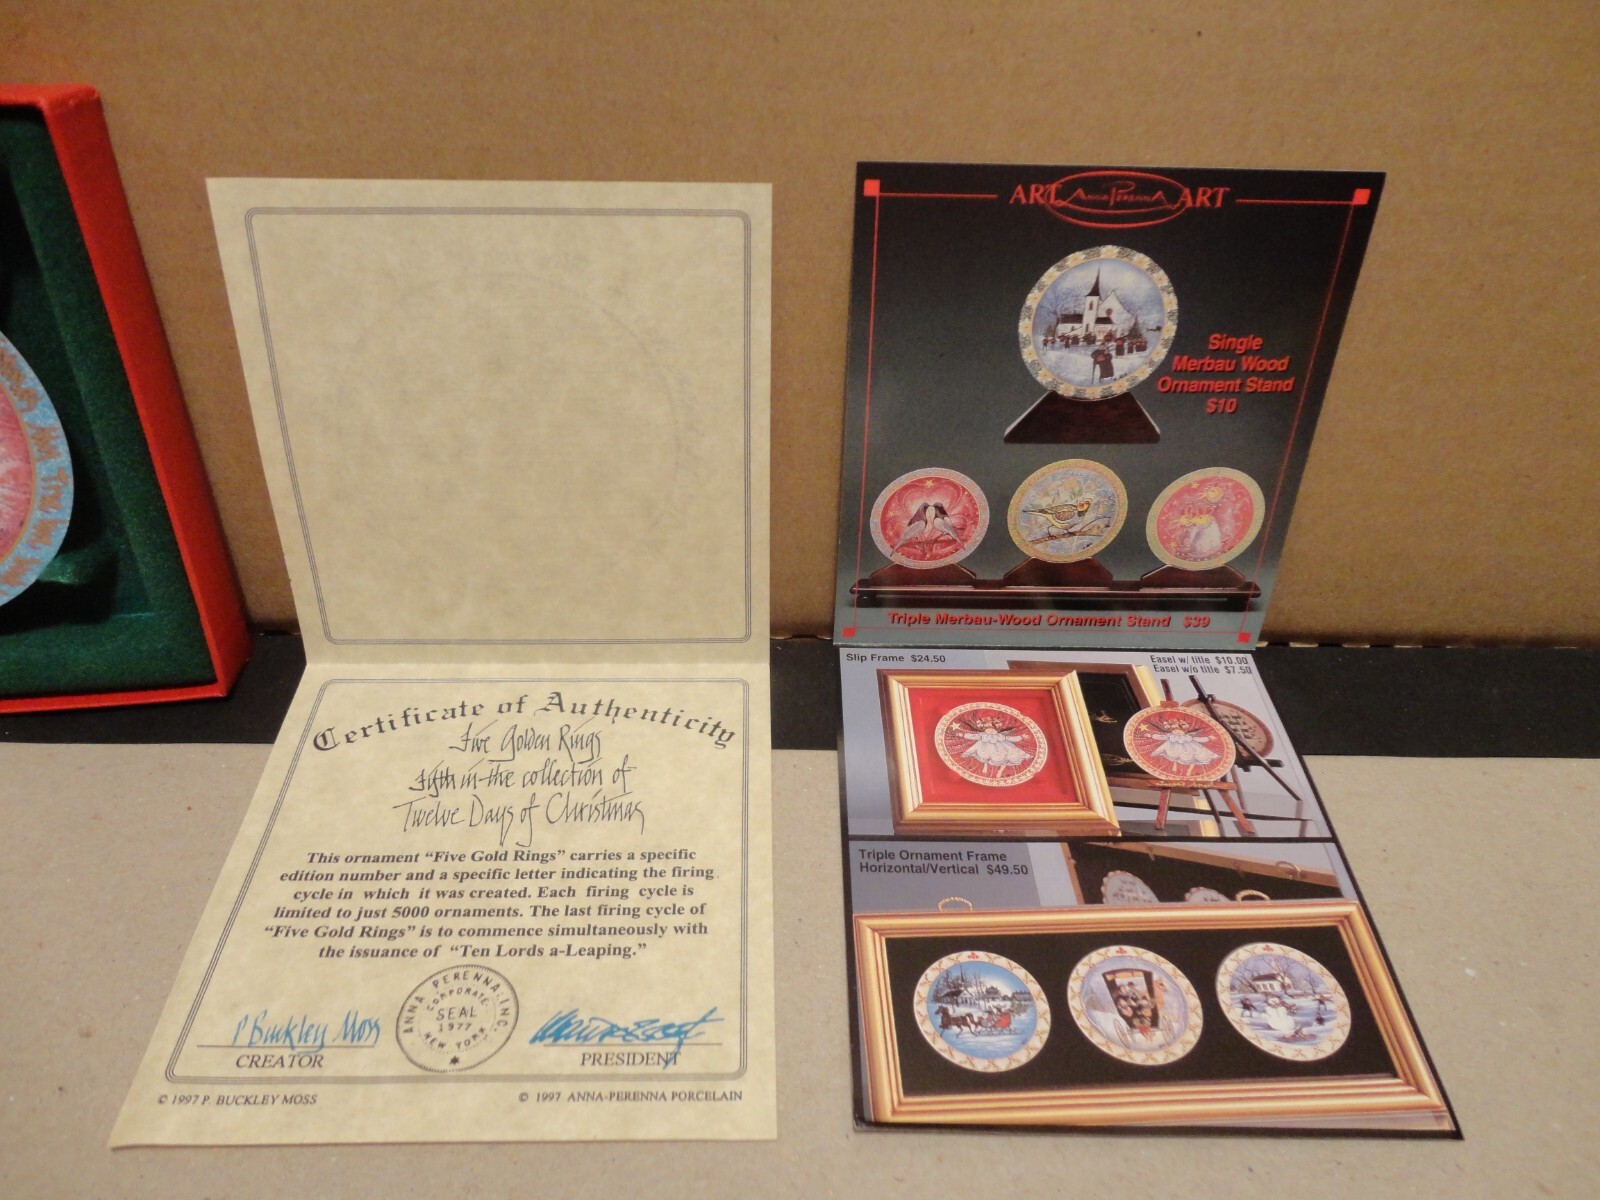 Certificate of Authenticity
Five Golden Rings
Fifth in the collection of
Twelve Days of Christmas
This ornament “Five Gold Rings” carries a specific
edition number and a specific letter indicating the firing
cycle in which it was created. Each firing cycle is
limited to just 5000 ornaments. The last firing cycle of
“Five Gold Rings” is to commence simultaneously with
the issuance of “Ten Lords a-Leaping.”
P Buckley Moss
CREATOR
ANNA-PERENNA-INC.
CORPORATE
SEAL
1977
NEW YORK
PRESIDENT
© 1997 P. BUCKLEY MOSS
© 1997 ANNA-PERENNA PORCELAIN
ART ANNA-PERENNA ART
Single
Merbau Wood
Ornament Stand
$10
Triple Merbau-Wood Ornament Stand $39
Slip Frame $24.50
Easel w/ title $10.00
Easel w/o title $7.50
Triple Ornament Frame
Horizontal/Vertical $49.50